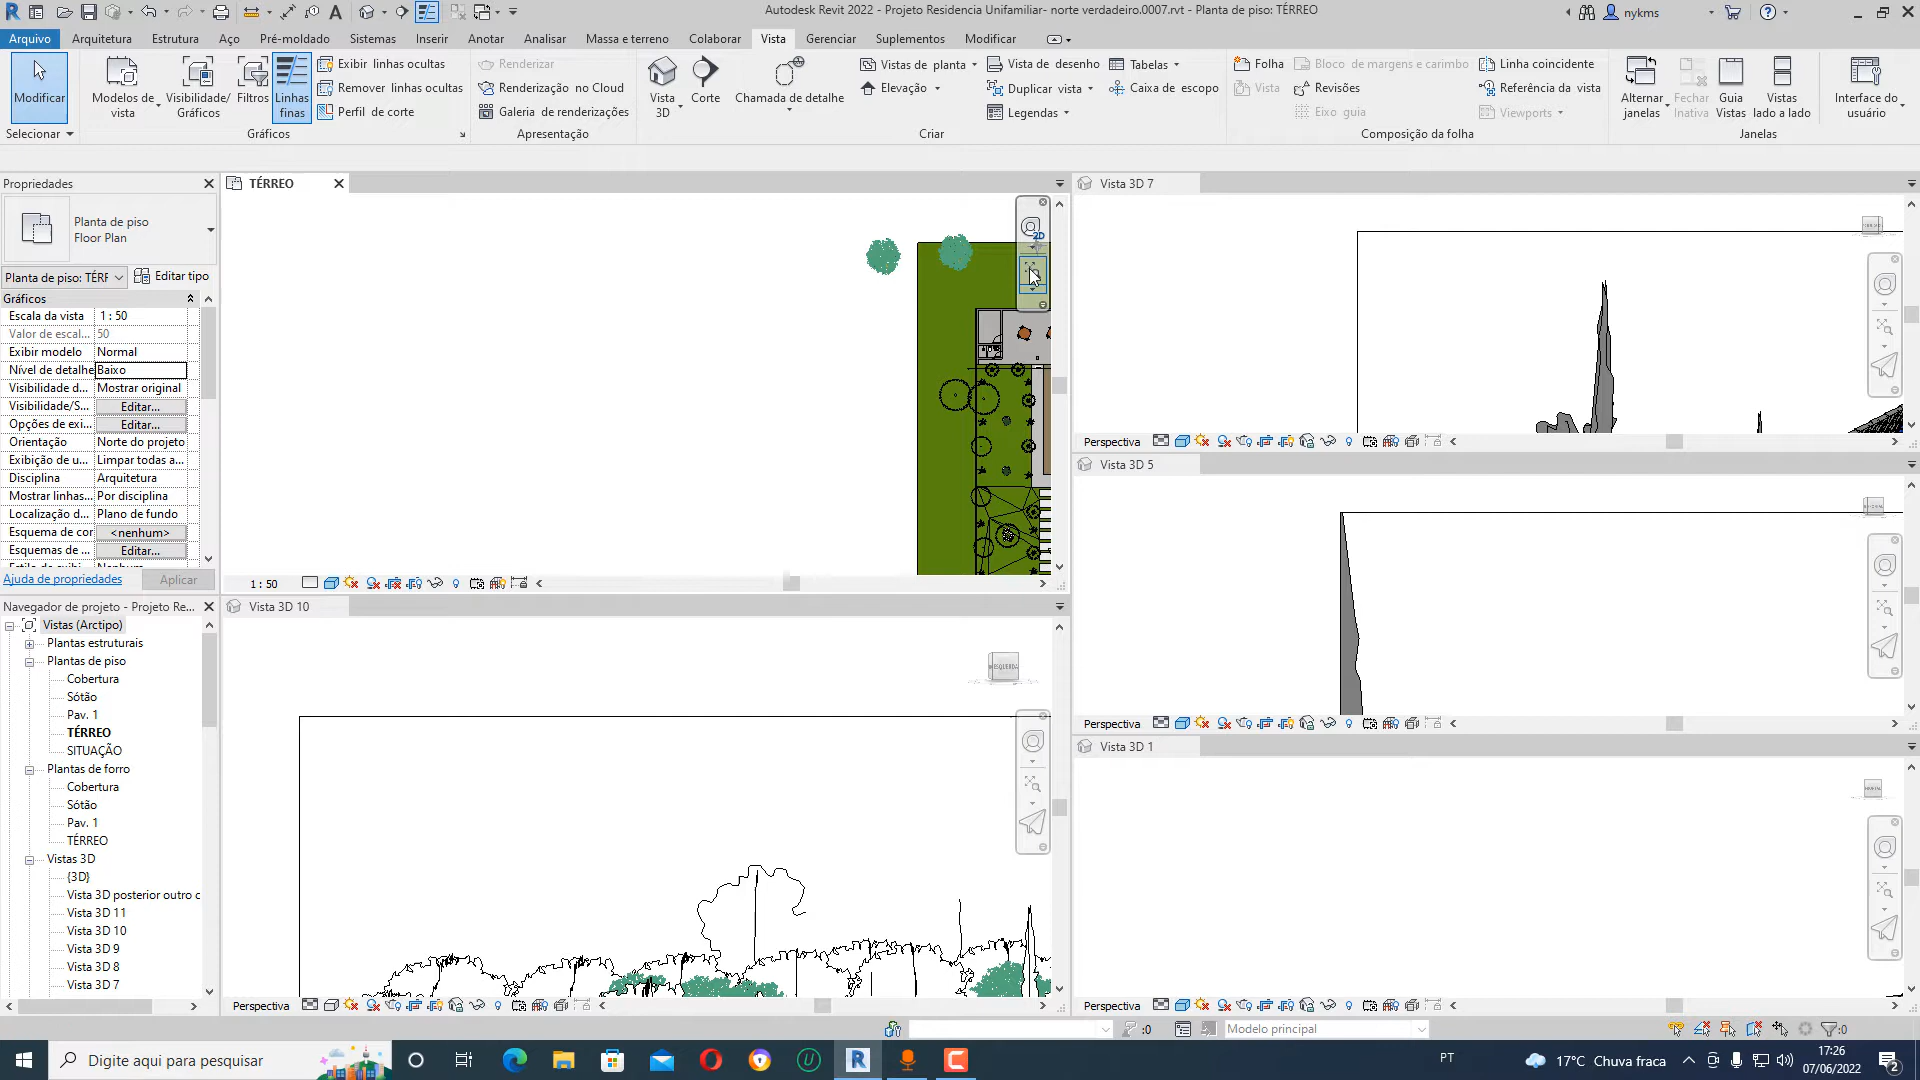 Autodesk Revit 2022 - Projeto Residencia Unifamiliar- norte verdadeiro.0007.rvt - Planta de piso: TÉRREO
nykms
Arquivo Arquitetura Estrutura Aço Pré-moldado Sistemas Inserir Anotar Analisar Massa e terreno Colaborar Vista Gerenciar Suplementos Modificar
Modificar
Selecionar
Modelos de vista
Visibilidade/ Gráficos
Filtros
Linhas finas
Exibir linhas ocultas
Remover linhas ocultas
Perfil de corte
Gráficos
Renderizar
Renderização no Cloud
Galeria de renderizações
Apresentação
Vista 3D
Corte
Chamada de detalhe
Vistas de planta
Elevação
Vista de desenho
Duplicar vista
Legendas
Tabelas
Caixa de escopo
Criar
Folha
Vista
Bloco de margens e carimbo
Revisões
Eixo guia
Linha coincidente
Referência da vista
Viewports
Composição da folha
Alternar janelas
Fechar Inativa
Guia Vistas
Vistas lado a lado
Janelas
Interface do usuário
Propriedades
Planta de piso
Floor Plan
Planta de piso: TÉRF
Editar tipo
Gráficos
Escala da vista 1 : 50
Valor de escal... 50
Exibir modelo Normal
Nível de detalhe Baixo
Visibilidade d... Mostrar original
Visibilidade/S... Editar...
Opções de exi... Editar...
Orientação Norte do projeto
Exibição de u... Limpar todas a...
Disciplina Arquitetura
Mostrar linhas... Por disciplina
Localização d... Plano de fundo
Esquema de cor <nenhum>
Esquemas de ... Editar...
Ajuda de propriedades
Aplicar
Navegador de projeto - Projeto Re...
Vistas (Arctipo)
Plantas estruturais
Plantas de piso
Cobertura
Sótão
Pav. 1
TÉRREO
SITUAÇÃO
Plantas de forro
Cobertura
Sótão
Pav. 1
TÉRREO
Vistas 3D
{3D}
Vista 3D posterior outro c
Vista 3D 11
Vista 3D 10
Vista 3D 9
Vista 3D 8
Vista 3D 7
TÉRREO
2D
1 : 50
Vista 3D 10
ESQUERDA
Perspectiva
Vista 3D 7
Perspectiva
Vista 3D 5
Perspectiva
Vista 3D 1
Perspectiva
:0
Modelo principal
:0
Digite aqui para pesquisar
PT
17°C Chuva fraca
17:26
07/06/2022
2